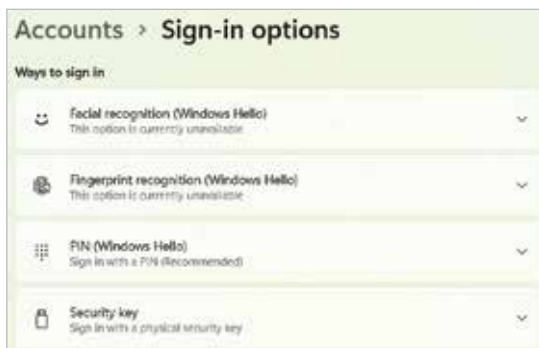 Accounts > Sign-in options
Ways to sign in
Facial recognition (Windows Hello)
This option is currently unavailable
Fingerprint recognition (Windows Hello)
This option is currently unavailable
PIN (Windows Hello)
Sign in with a PIN (Recommended)
Security key
Sign in with a physical security key